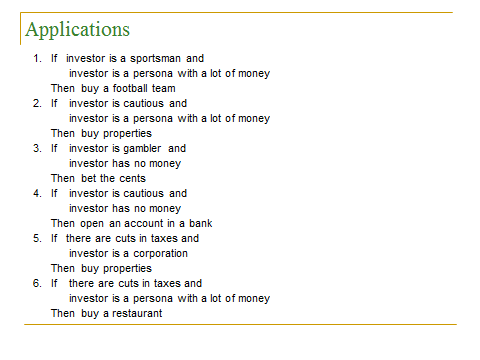 Applications
1. If investor is a sportsman and
investor is a persona with a lot of money
Then buy a football team
2. If investor is cautious and
investor is a persona with a lot of money
Then buy properties
3. If investor is gambler and
investor has no money
Then bet the cents
4. If investor is cautious and
investor has no money
Then open an account in a bank
5. If there are cuts in taxes and
investor is a corporation
Then buy properties
6. If there are cuts in taxes and
investor is a persona with a lot of money
Then buy a restaurant